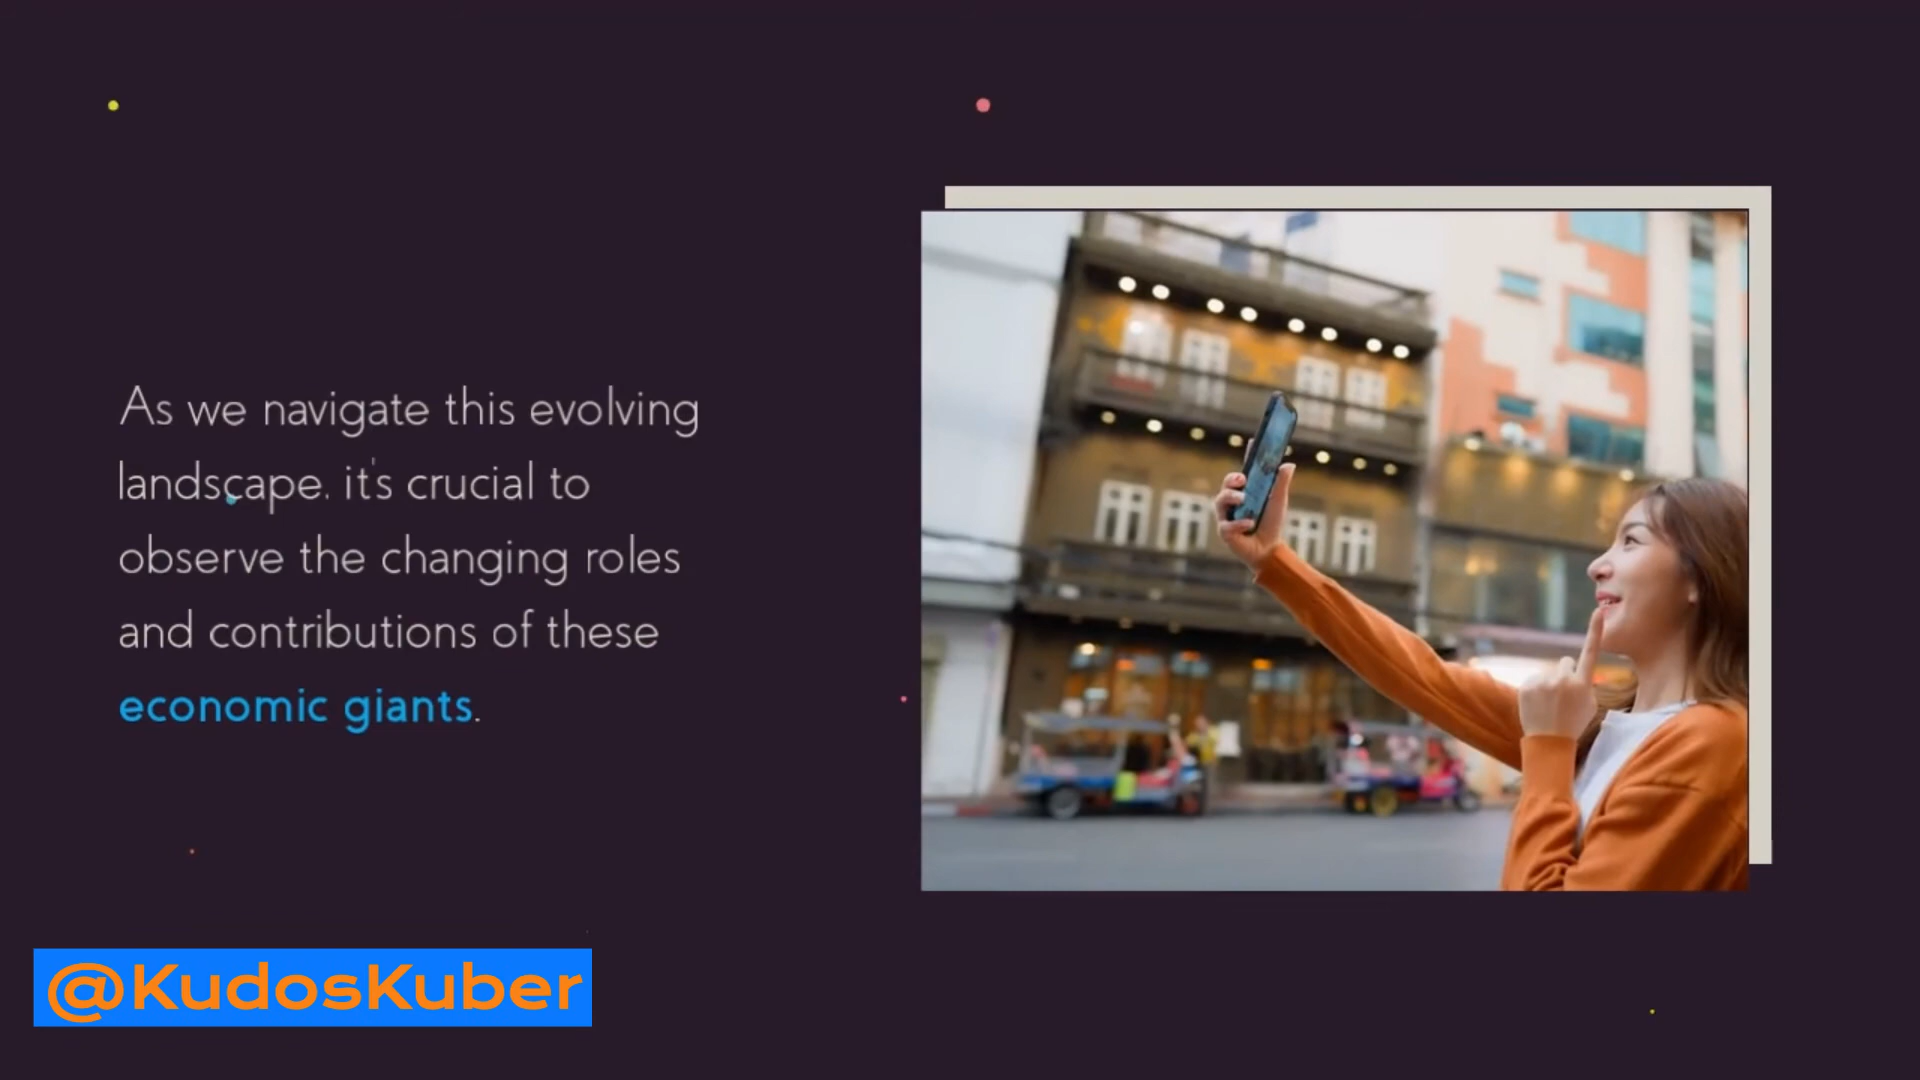 As we navigate this evolving
landscape. it's crucial to
observe the changing roles
and contributions of these
economic giants.
@KudosKuber